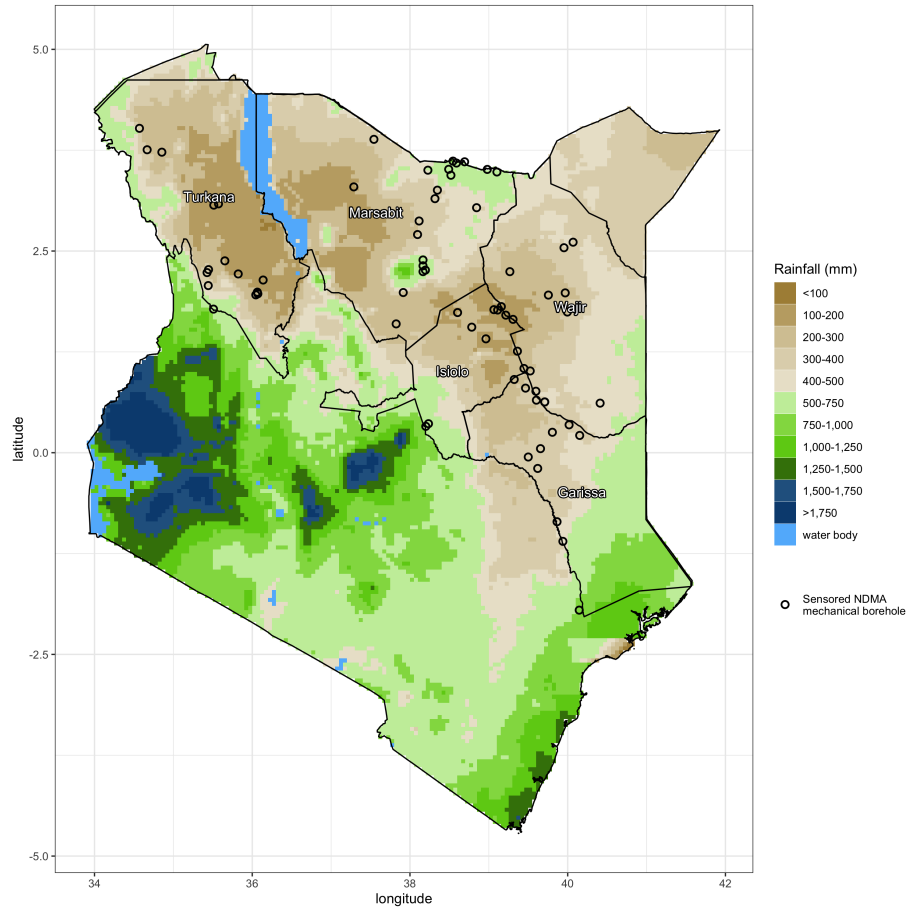 5.0
2.5
0.0
-2.5
-5.0
latitude
34
36
38
40
42
longitude
Turkana
Marsabit
Wajir
Isiolo
Garissa
Rainfall (mm)
<100
100-200
200-300
300-400
400-500
500-750
750-1,000
1,000-1,250
1,250-1,500
1,500-1,750
>1,750
water body
Sensored NDMA
mechanical borehole